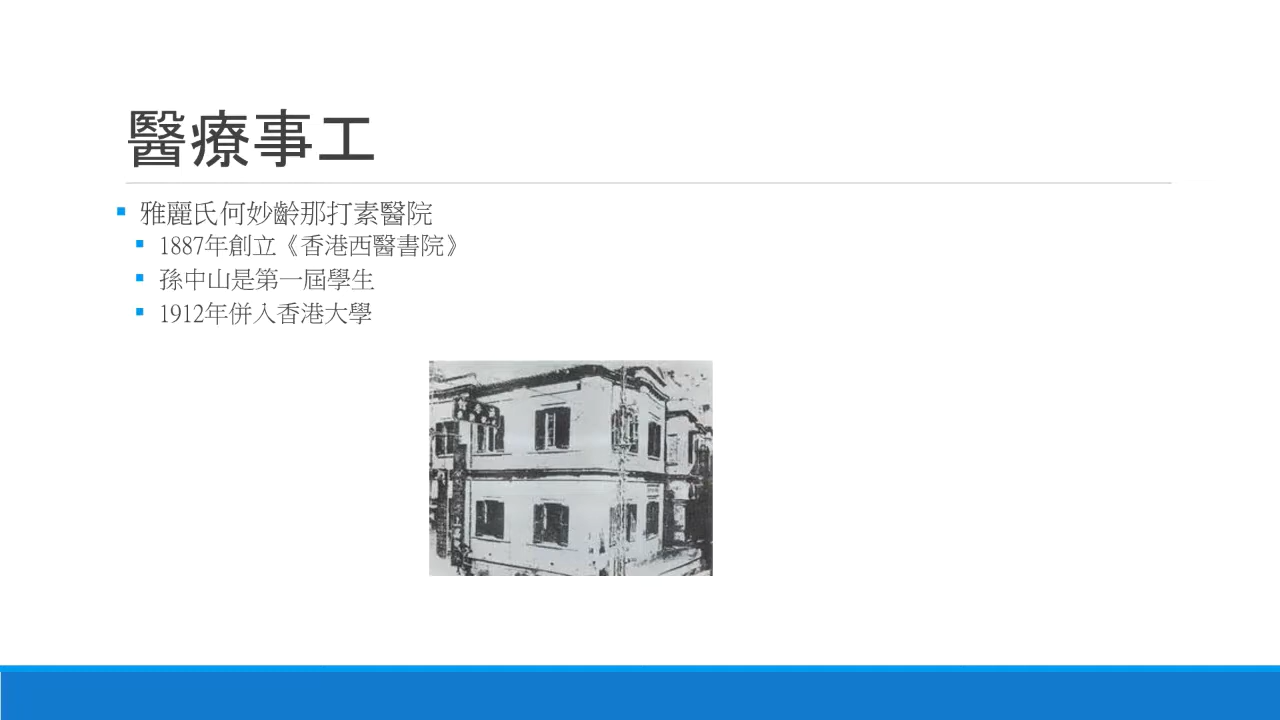 醫療事工
雅麗氏何妙齡那打素醫院
1887年創立《香港西醫書院》
孫中山是第一屆學生
1912年併入香港大學